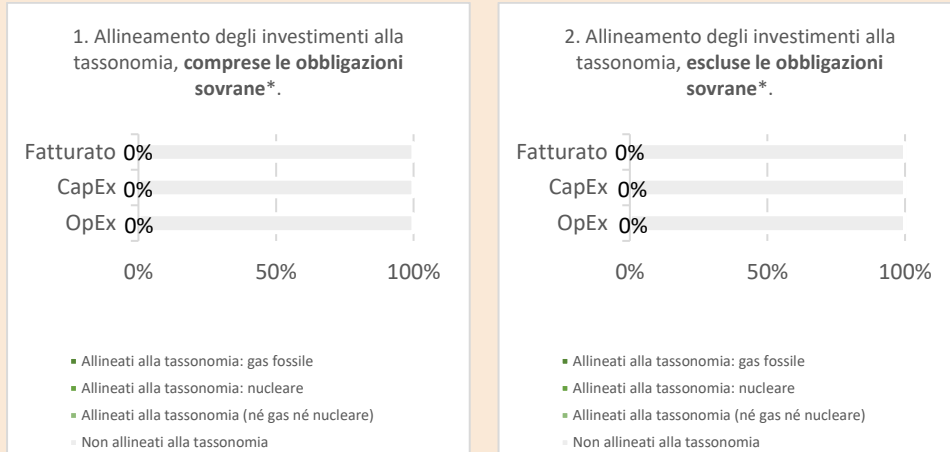 1. Allineamento degli investimenti alla
tassonomia, comprese le obbligazioni
sovrane*.
Fatturato 0%
CapEx 0%
OpEx 0%
0% 50% 100%
Allineati alla tassonomia: gas fossile
Allineati alla tassonomia: nucleare
Allineati alla tassonomia (né gas né nucleare)
Non allineati alla tassonomia
2. Allineamento degli investimenti alla
tassonomia, escluse le obbligazioni
sovrane*.
Fatturato 0%
CapEx 0%
OpEx 0%
0% 50% 100%
Allineati alla tassonomia: gas fossile
Allineati alla tassonomia: nucleare
Allineati alla tassonomia (né gas né nucleare)
Non allineati alla tassonomia